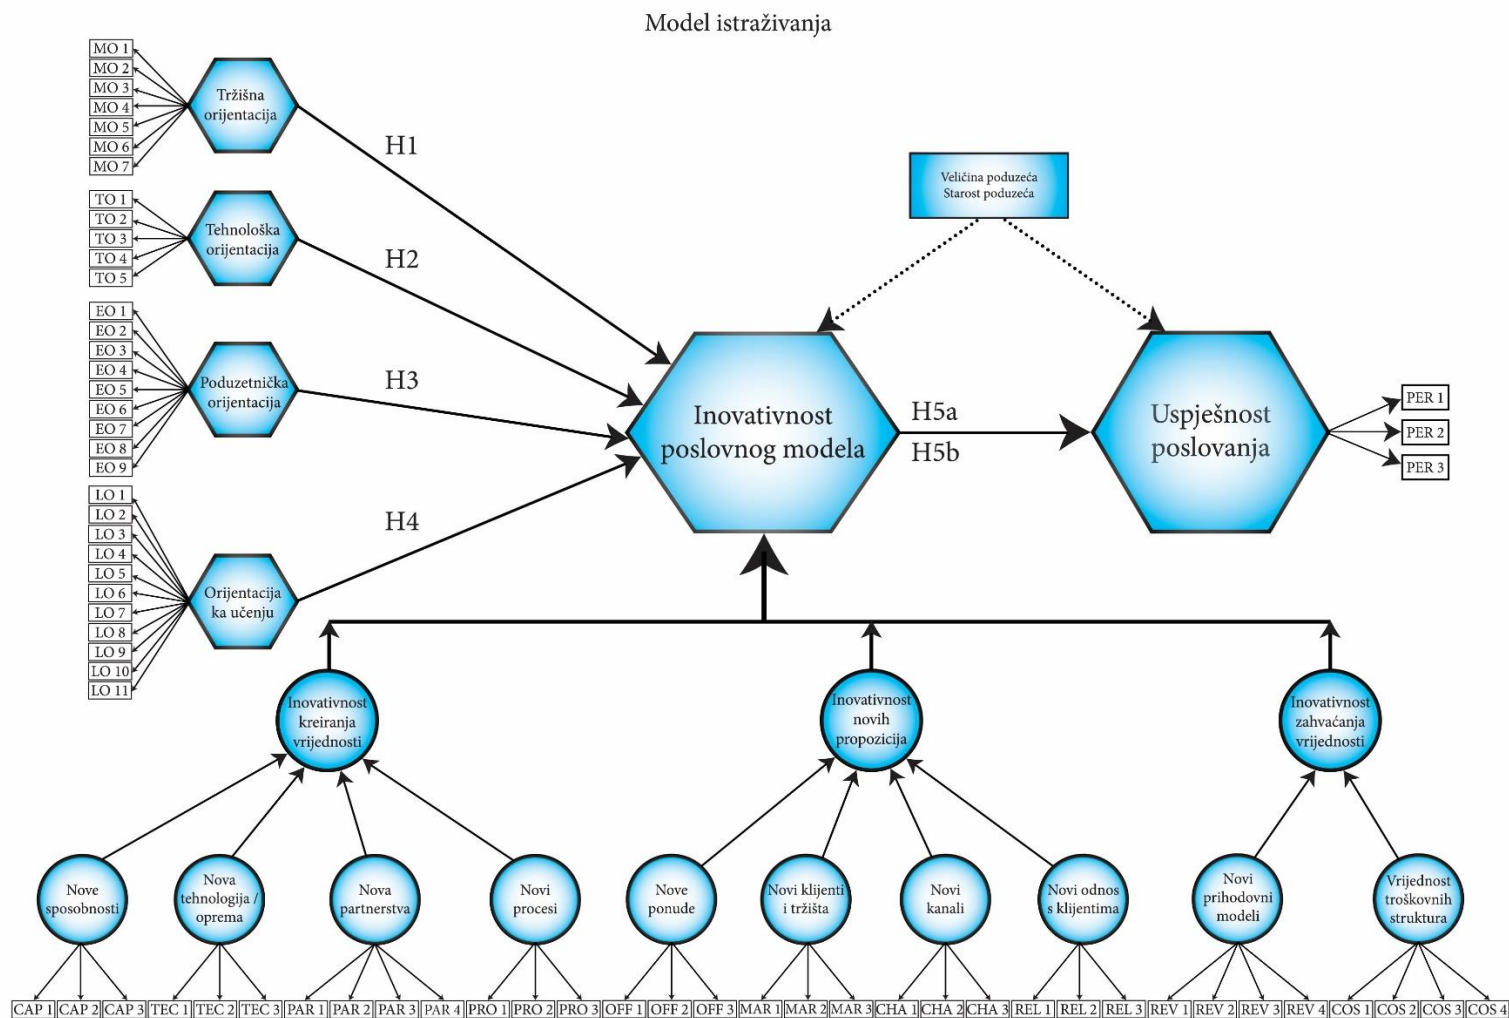 Model istraživanja
MO 1
MO 2
MO 3
MO 4
MO 5
MO 6
MO 7
Tržišna
orijentacija
H1
TO 1
TO 2
TO 3
TO 4
TO 5
Tehnološka
orijentacija
H2
EO 1
EO 2
EO 3
EO 4
EO 5
EO 6
EO 7
EO 8
EO 9
Poduzetnička
orijentacija
H3
LO 1
LO 2
LO 3
LO 4
LO 5
LO 6
LO 7
LO 8
LO 9
LO 10
LO 11
Orijentacija
ka učenju
H4
Veličina poduzeća
Starost poduzeća
Inovativnost
poslovnog modela
H5a
H5b
Uspješnost
poslovanja
PER 1
PER 2
PER 3
Inovativnost
kreiranja
vrijednosti
Inovativnost
novih
propozicija
Inovativnost
zahvaćanja
vrijednosti
Nove
sposobnosti
Nova
tehnologija /
oprema
Nova
partnerstva
Novi
procesi
Nove
ponude
Novi klijenti
i tržišta
Novi
kanali
Novi odnos
s klijentima
Novi
prihodovni
modeli
Vrijednost
troškovnih
struktura
CAP 1 CAP 2 CAP 3 TEC 1 TEC 2 TEC 3 PAR 1 PAR 2 PAR 3 PAR 4 PRO 1 PRO 2 PRO 3 OFF 1 OFF 2 OFF 3 MAR 1 MAR 2 MAR 3 CHA 1 CHA 2 CHA 3 REL 1 REL 2 REL 3 REV 1 REV 2 REV 3 REV 4 COS 1 COS 2 COS 3 COS 4